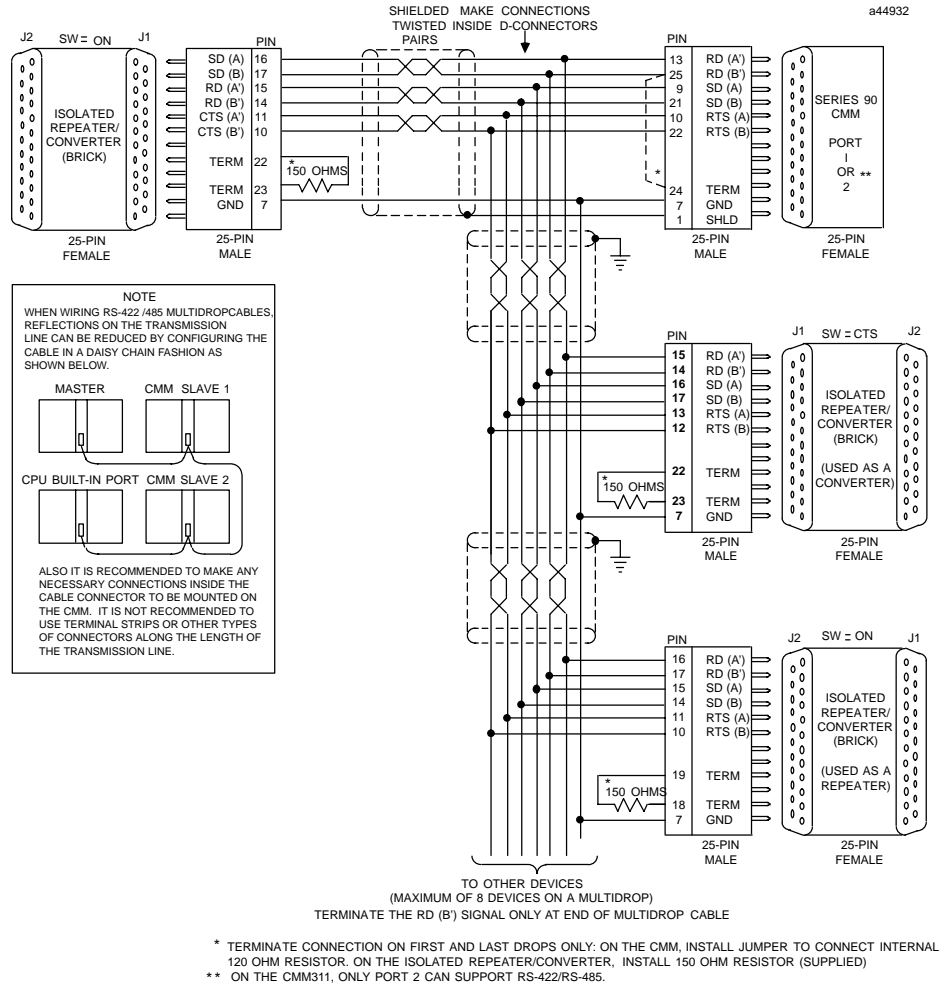 a44932
SHIELDED MAKE CONNECTIONS
TWISTED INSIDE D-CONNECTORS
PAIRS
J2 SW = ON J1
ISOLATED
REPEATER/
CONVERTER
(BRICK)
25-PIN
FEMALE
PIN
SD (A) 16
SD (B) 17
RD (A') 15
RD (B') 14
CTS (A') 11
CTS (B') 10
TERM 22
TERM 23
GND 7
*
150 OHMS
25-PIN
MALE
PIN
13 RD (A')
25 RD (B')
9 SD (A)
21 SD (B)
10 RTS (A)
22 RTS (B)
*
24 TERM
7 GND
1 SHLD
25-PIN
MALE
SERIES 90
CMM
PORT
I
OR **
2
25-PIN
FEMALE
NOTE
WHEN WIRING RS-422 /485 MULTIDROPCABLES,
REFLECTIONS ON THE TRANSMISSION
LINE CAN BE REDUCED BY CONFIGURING THE
CABLE IN A DAISY CHAIN FASHION AS
SHOWN BELOW.
MASTER CMM SLAVE 1
CPU BUILT-IN PORT CMM SLAVE 2
ALSO IT IS RECOMMENDED TO MAKE ANY
NECESSARY CONNECTIONS INSIDE THE
CABLE CONNECTOR TO BE MOUNTED ON
THE CMM. IT IS NOT RECOMMENDED TO
USE TERMINAL STRIPS OR OTHER TYPES
OF CONNECTORS ALONG THE LENGTH OF
THE TRANSMISSION LINE.
PIN
15 RD (A')
14 RD (B')
16 SD (A)
17 SD (B)
13 RTS (A)
12 RTS (B)
22 TERM
*
150 OHMS
23 TERM
7 GND
25-PIN
MALE
J1 SW = CTS J2
ISOLATED
REPEATER/
CONVERTER
(BRICK)
(USED AS A
CONVERTER)
25-PIN
FEMALE
PIN
16 RD (A')
17 RD (B')
15 SD (A)
14 SD (B)
11 RTS (A)
10 RTS (B)
19 TERM
*
150 OHMS
18 TERM
7 GND
25-PIN
MALE
J2 SW = ON J1
ISOLATED
REPEATER/
CONVERTER
(BRICK)
(USED AS A
REPEATER)
25-PIN
FEMALE
TO OTHER DEVICES
(MAXIMUM OF 8 DEVICES ON A MULTIDROP)
TERMINATE THE RD (B') SIGNAL ONLY AT END OF MULTIDROP CABLE
* TERMINATE CONNECTION ON FIRST AND LAST DROPS ONLY: ON THE CMM, INSTALL JUMPER TO CONNECT INTERNAL
120 OHM RESISTOR. ON THE ISOLATED REPEATER/CONVERTER, INSTALL 150 OHM RESISTOR (SUPPLIED)
** ON THE CMM311, ONLY PORT 2 CAN SUPPORT RS-422/RS-485.